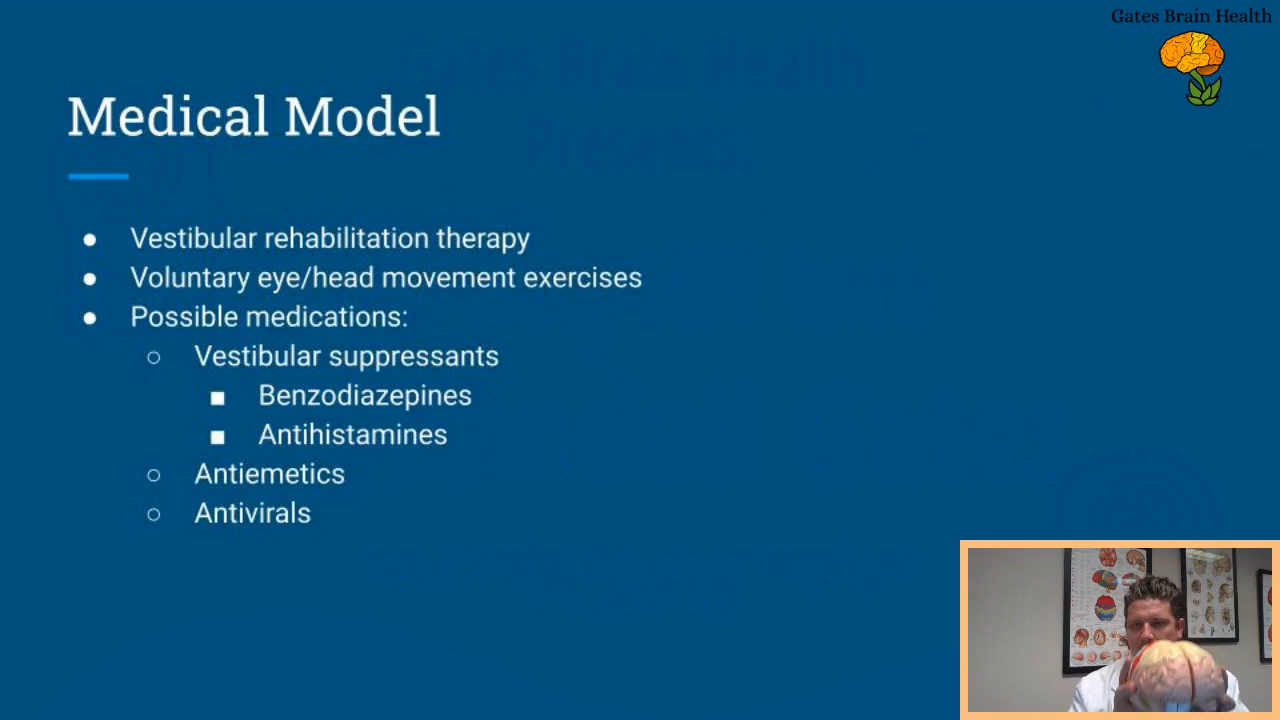 Gates Brain Health
Medical Model
● Vestibular rehabilitation therapy
● Voluntary eye/head movement exercises
● Possible medications:
○ Vestibular suppressants
■ Benzodiazepines
■ Antihistamines
○ Antiemetics
○ Antivirals